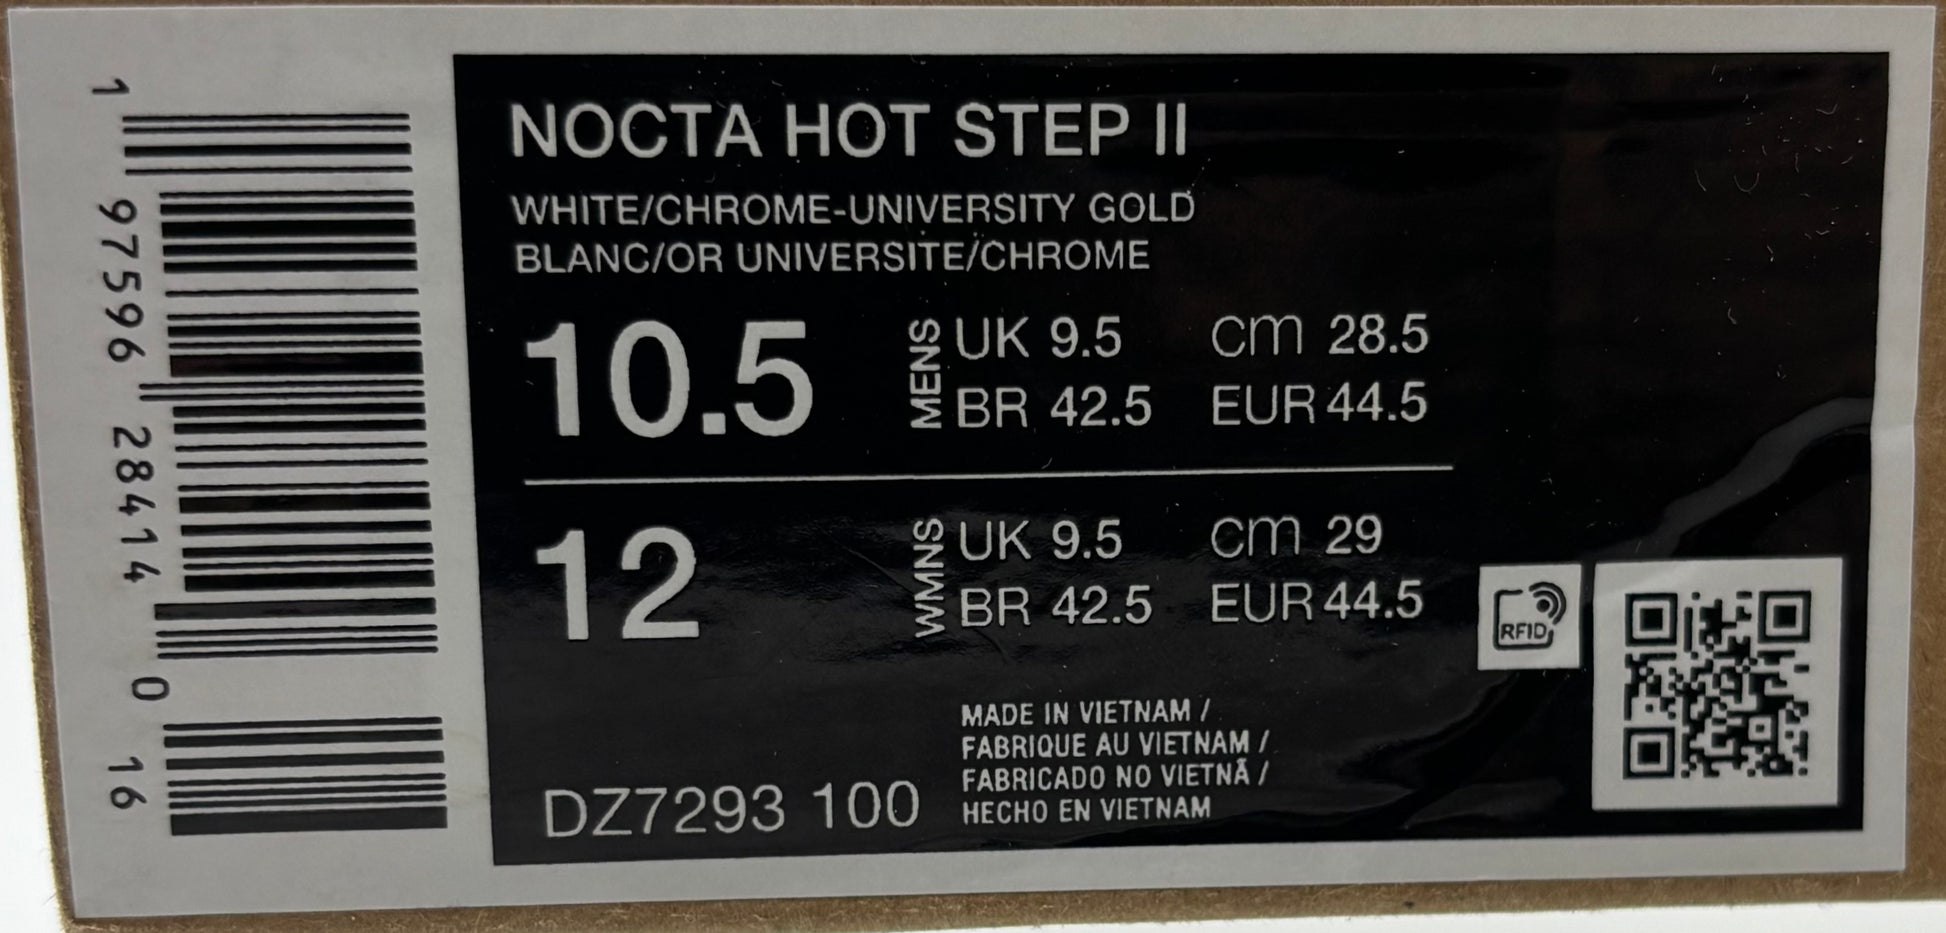 1 97596 28414 0 16
NOCTA HOT STEP II
WHITE/CHROME-UNIVERSITY GOLD
BLANC/OR UNIVERSITE/CHROME
10.5 MENS UK 9.5 cm 28.5
BR 42.5 EUR 44.5
12 WMNS UK 9.5 cm 29
BR 42.5 EUR 44.5
RFID
MADE IN VIETNAM /
FABRIQUE AU VIETNAM /
FABRICADO NO VIETNÃ /
HECHO EN VIETNAM
DZ7293 100